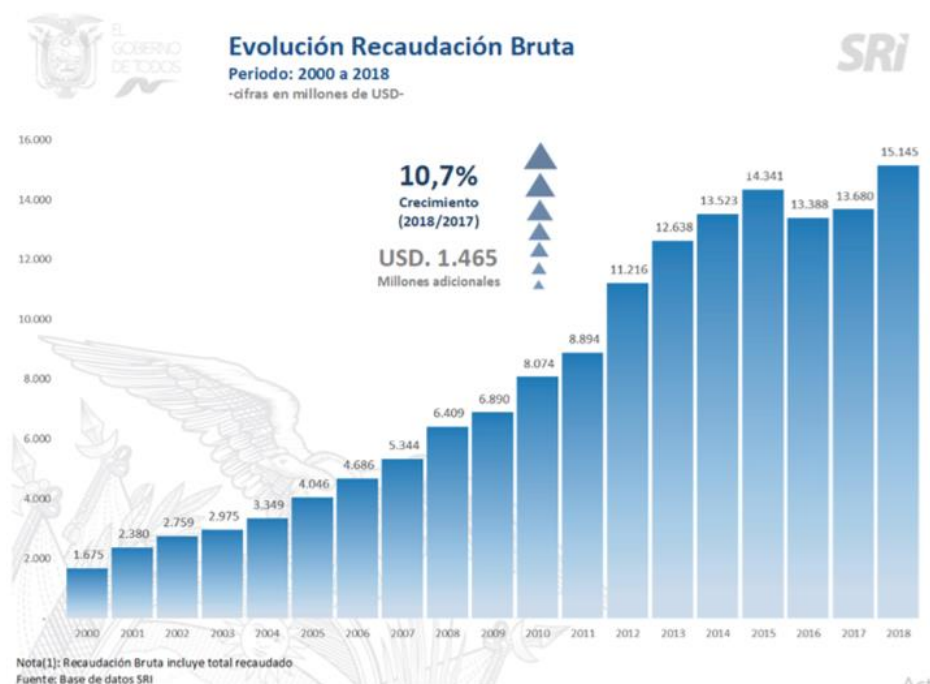 EL
GOBIERNO
DE TODOS
Evolución Recaudación Bruta
Periodo: 2000 a 2018
-cifras en millones de USD-
SRi
16.000
14.000
12.000
10.000
8.000
6.000
4.000
2.000
-
10,7%
Crecimiento
(2018/2017)
USD. 1.465
Millones adicionales
1.675
2.380
2.759
2.975
3.349
4.046
4.686
5.344
6.409
6.890
8.074
8.894
11.216
12.638
13.523
14.341
13.388
13.680
15.145
2000 2001 2002 2003 2004 2005 2006 2007 2008 2009 2010 2011 2012 2013 2014 2015 2016 2017 2018
Nota(1): Recaudación Bruta incluye total recaudado
Fuente: Base de datos SRI